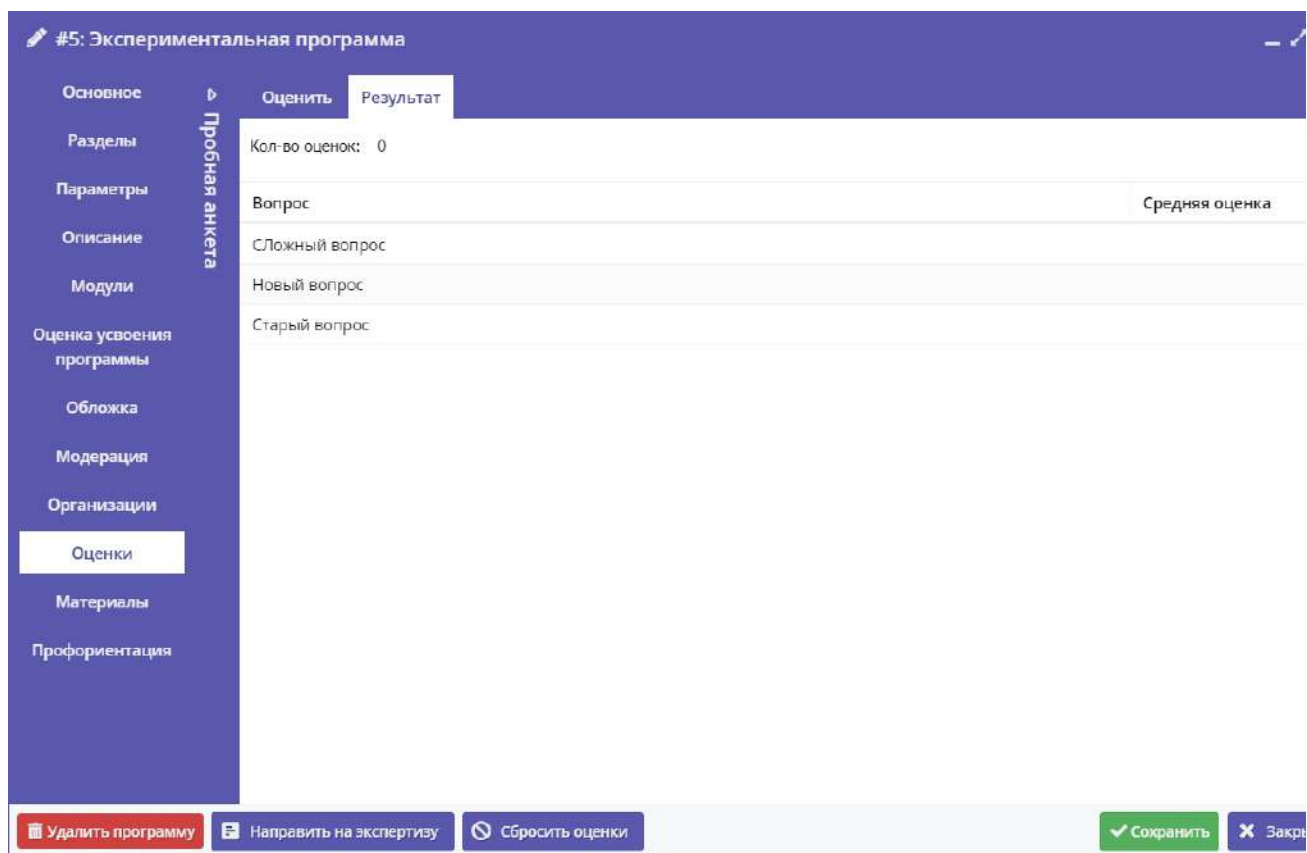 #5: Экспериментальная программа
Основное
Разделы
Параметры
Описание
Модули
Оценка усвоения
программы
Обложка
Модерация
Организации
Оценки
Материалы
Профориентация
Пробная анкета
Оценить Результат
Кол-во оценок: 0
Вопрос Средняя оценка
СЛожный вопрос
Новый вопрос
Старый вопрос
Удалить программу Направить на экспертизу Сбросить оценки Сохранить